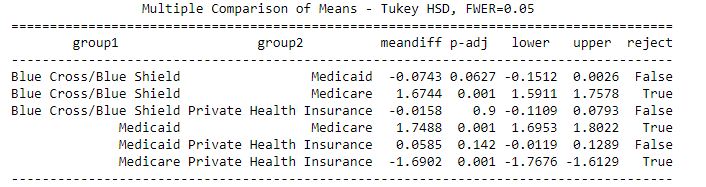 Multiple Comparison of Means - Tukey HSD, FWER=0.05
group1 group2 meandiff p-adj lower upper reject
Blue Cross/Blue Shield Medicaid -0.0743 0.0627 -0.1512 0.0026 False
Blue Cross/Blue Shield Medicare 1.6744 0.001 1.5911 1.7578 True
Blue Cross/Blue Shield Private Health Insurance -0.0158 0.9 -0.1109 0.0793 False
Medicaid Medicare 1.7488 0.001 1.6953 1.8022 True
Medicaid Private Health Insurance 0.0585 0.142 -0.0119 0.1289 False
Medicare Private Health Insurance -1.6902 0.001 -1.7676 -1.6129 True